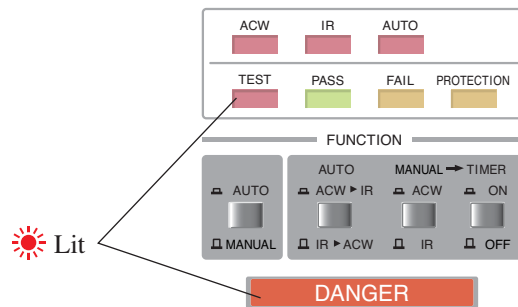 ACW IR AUTO
TEST PASS FAIL PROTECTION
FUNCTION
AUTO MANUAL TIMER
AUTO ACW IR ACW ON
MANUAL IR ACW IR OFF
Lit
DANGER